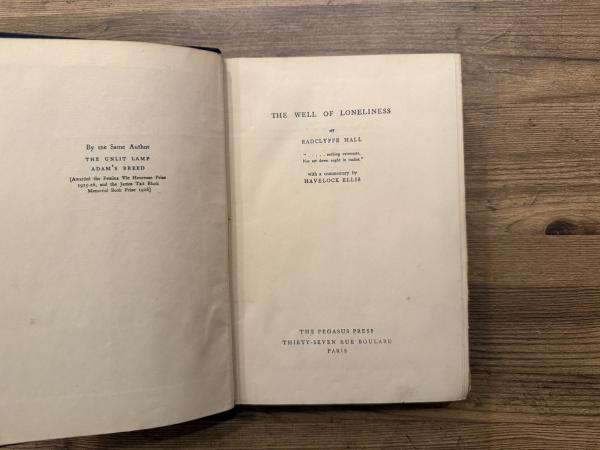 By the Same Author
THE UNLIT LAMP
ADAM'S BREED
[Awarded the Femina Vie Heureuse Prize
1925-26, and the James Tait Black
Memorial Book Prize 1926]
THE WELL OF LONELINESS
BY
RADCLYFFE HALL
“ . . . . . nothing extenuate,
Nor set down aught in malice.”
with a commentary by
HAVELOCK ELLIS
THE PEGASUS PRESS
THIRTY-SEVEN RUE BOULARD
PARIS